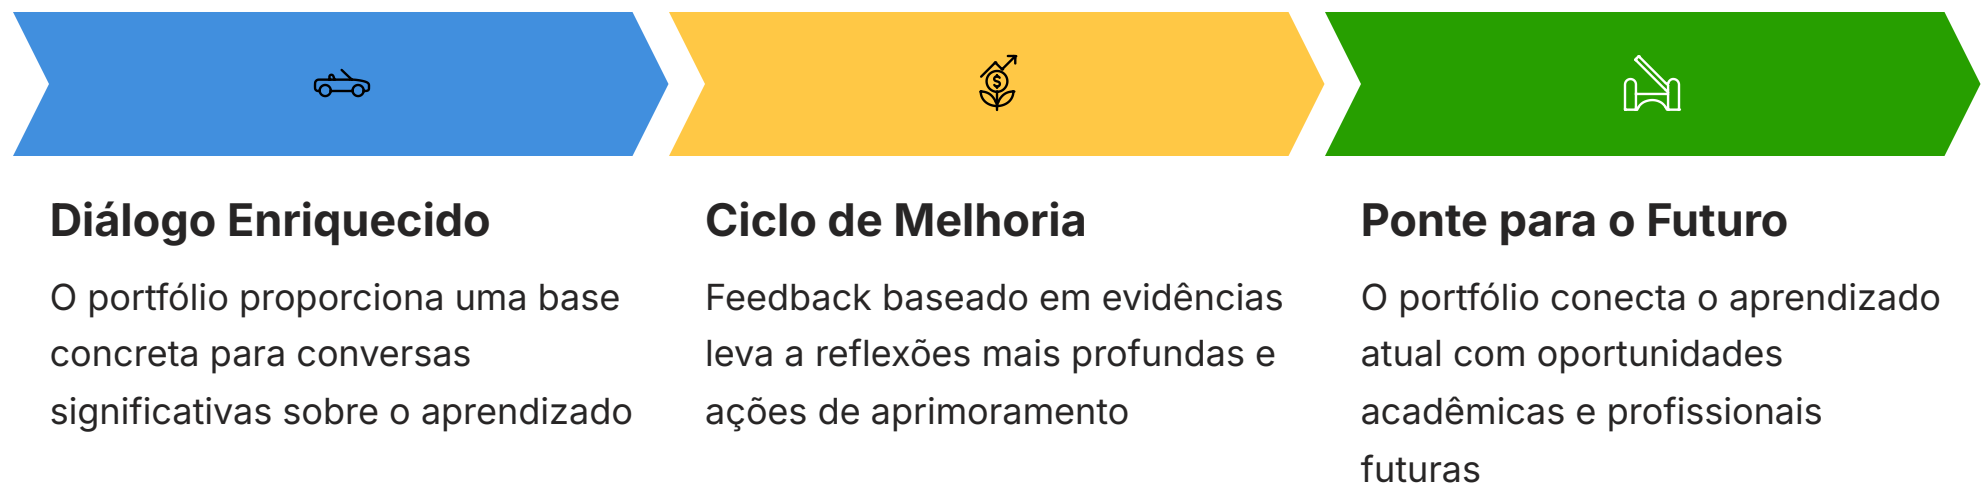 Diálogo Enriquecido
O portfólio proporciona uma base
concreta para conversas
significativas sobre o aprendizado
Ciclo de Melhoria
Feedback baseado em evidências
leva a reflexões mais profundas e
ações de aprimoramento
Ponte para o Futuro
O portfólio conecta o aprendizado
atual com oportunidades
acadêmicas e profissionais
futuras